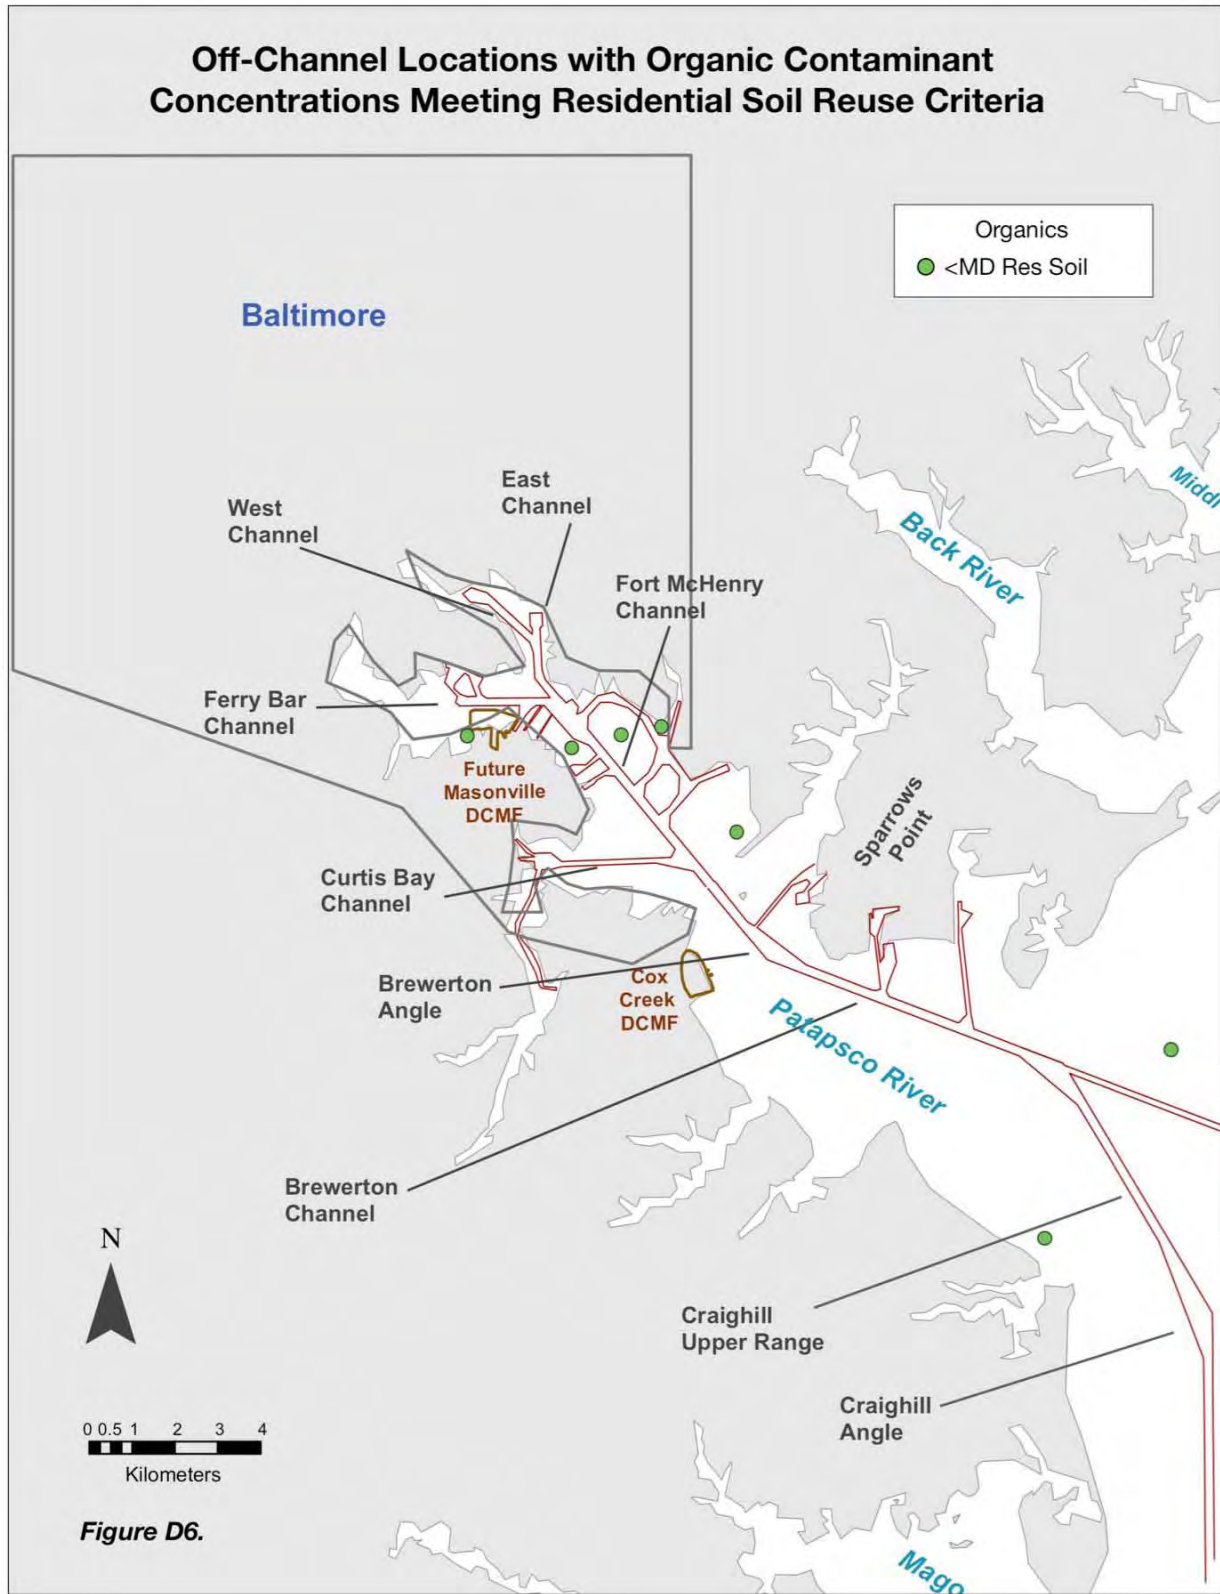 Off-Channel Locations with Organic Contaminant
Concentrations Meeting Residential Soil Reuse Criteria
Organics
<MD Res Soil
Baltimore
Middl
Back River
East
Channel
West
Channel
Fort McHenry
Channel
Ferry Bar
Channel
Future
Masonville
DCMF
Sparrows
Point
Curtis Bay
Channel
Brewerton
Angle
Cox
Creek
DCMF
Patapsco River
Brewerton
Channel
N
Craighill
Upper Range
Craighill
Angle
0 0.5 1 2 3 4
Kilometers
Figure D6.
Mago